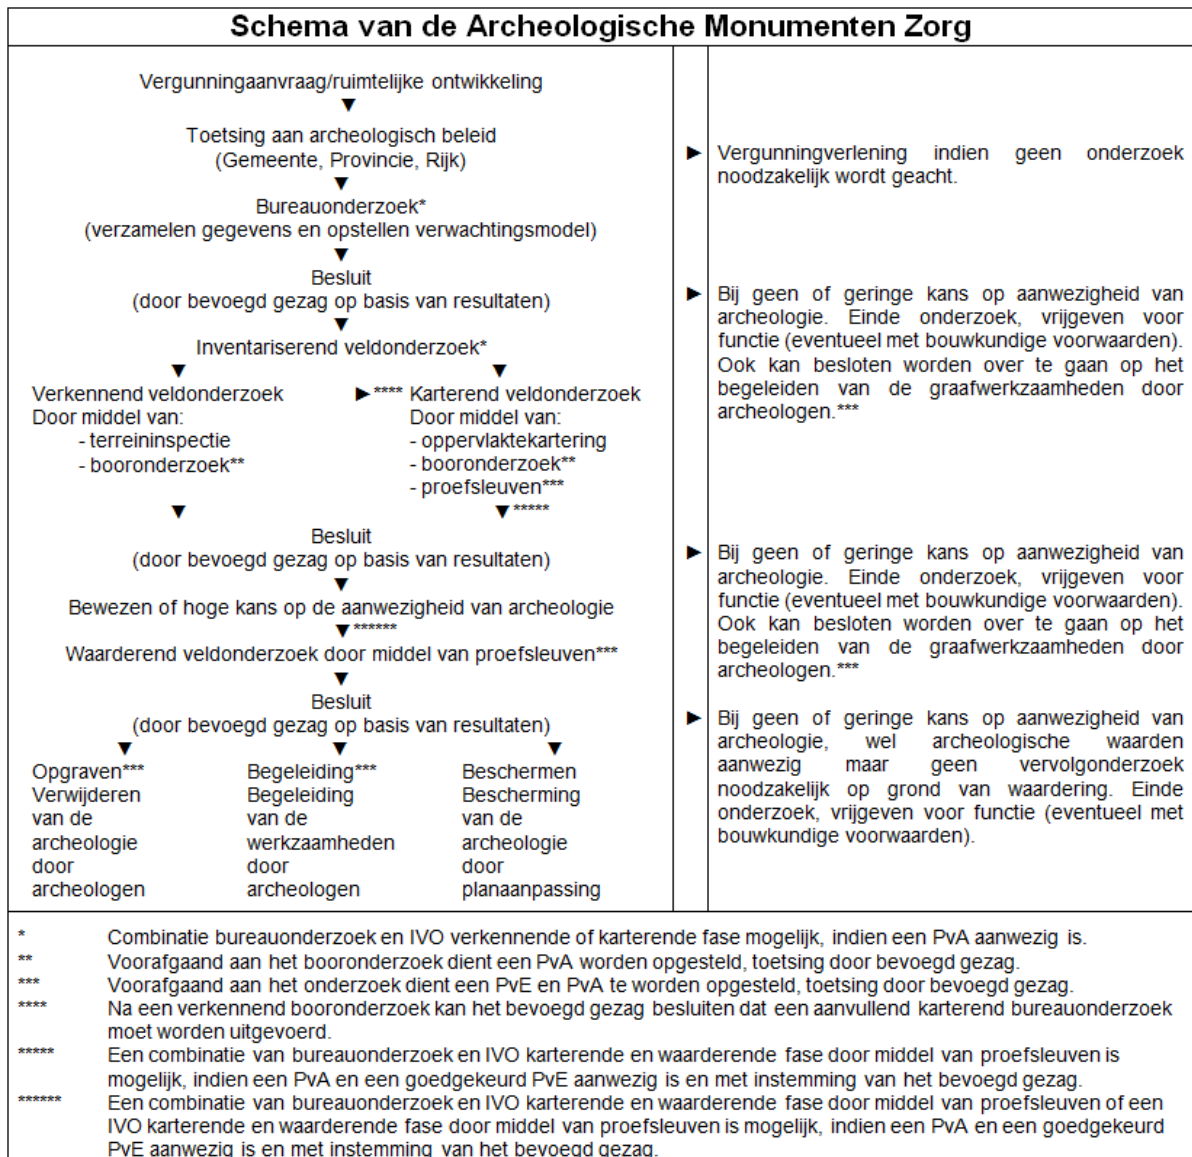 Schema van de Archeologische Monumenten Zorg
Vergunningaanvraag/ruimtelijke ontwikkeling
▼
Toetsing aan archeologisch beleid
(Gemeente, Provincie, Rijk)
▼
Bureauonderzoek*
(verzamelen gegevens en opstellen verwachtingsmodel)
▼
Besluit
(door bevoegd gezag op basis van resultaten)
▼
Inventariserend veldonderzoek*
▼ ▼
Verkennend veldonderzoek
Door middel van:
- terreininspectie
- booronderzoek**
▼
►**** Karterend veldonderzoek
Door middel van:
- oppervlaktekartering
- booronderzoek**
- proefsleuven***
▼*****
Besluit
(door bevoegd gezag op basis van resultaten)
▼
Bewezen of hoge kans op de aanwezigheid van archeologie
▼******
Waarderend veldonderzoek door middel van proefsleuven***
▼
Besluit
(door bevoegd gezag op basis van resultaten)
▼ ▼ ▼
Opgraven***
Verwijderen
van de
archeologie
door
archeologen
Begeleiding***
Begeleiding
van de
werkzaamheden
door
archeologen
Beschermen
Bescherming
van de
archeologie
door
planaanpassing
► Vergunningverlening indien geen onderzoek
noodzakelijk wordt geacht.
► Bij geen of geringe kans op aanwezigheid van
archeologie. Einde onderzoek, vrijgeven voor
functie (eventueel met bouwkundige voorwaarden).
Ook kan besloten worden over te gaan op het
begeleiden van de graafwerkzaamheden door
archeologen.***
► Bij geen of geringe kans op aanwezigheid van
archeologie. Einde onderzoek, vrijgeven voor
functie (eventueel met bouwkundige voorwaarden).
Ook kan besloten worden over te gaan op het
begeleiden van de graafwerkzaamheden door
archeologen.***
► Bij geen of geringe kans op aanwezigheid van
archeologie, wel archeologische waarden
aanwezig maar geen vervolgonderzoek
noodzakelijk op grond van waardering. Einde
onderzoek, vrijgeven voor functie (eventueel met
bouwkundige voorwaarden).
* Combinatie bureauonderzoek en IVO verkennende of karterende fase mogelijk, indien een PvA aanwezig is.
** Voorafgaand aan het booronderzoek dient een PvA worden opgesteld, toetsing door bevoegd gezag.
*** Voorafgaand aan het onderzoek dient een PvE en PvA te worden opgesteld, toetsing door bevoegd gezag.
**** Na een verkennend booronderzoek kan het bevoegd gezag besluiten dat een aanvullend karterend bureauonderzoek
moet worden uitgevoerd.
***** Een combinatie van bureauonderzoek en IVO karterende en waarderende fase door middel van proefsleuven is
mogelijk, indien een PvA en een goedgekeurd PvE aanwezig is en met instemming van het bevoegd gezag.
****** Een combinatie van bureauonderzoek en IVO karterende en waarderende fase door middel van proefsleuven of een
IVO karterende en waarderende fase door middel van proefsleuven is mogelijk, indien een PvA en een goedgekeurd
PvE aanwezig is en met instemming van het bevoegd gezag.